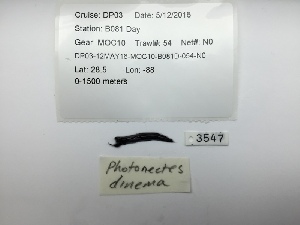 Cruise: DP03 Date: 5/12/2016
Station: B081 Day
Gear MOC10 Trawl#: 54 Net#: N0
DP03-12MAY16-MOC10-B081D-054-N0
Lat: 28.5 Lon: -88
0-1500 meters
3547
Photonectes
dinema